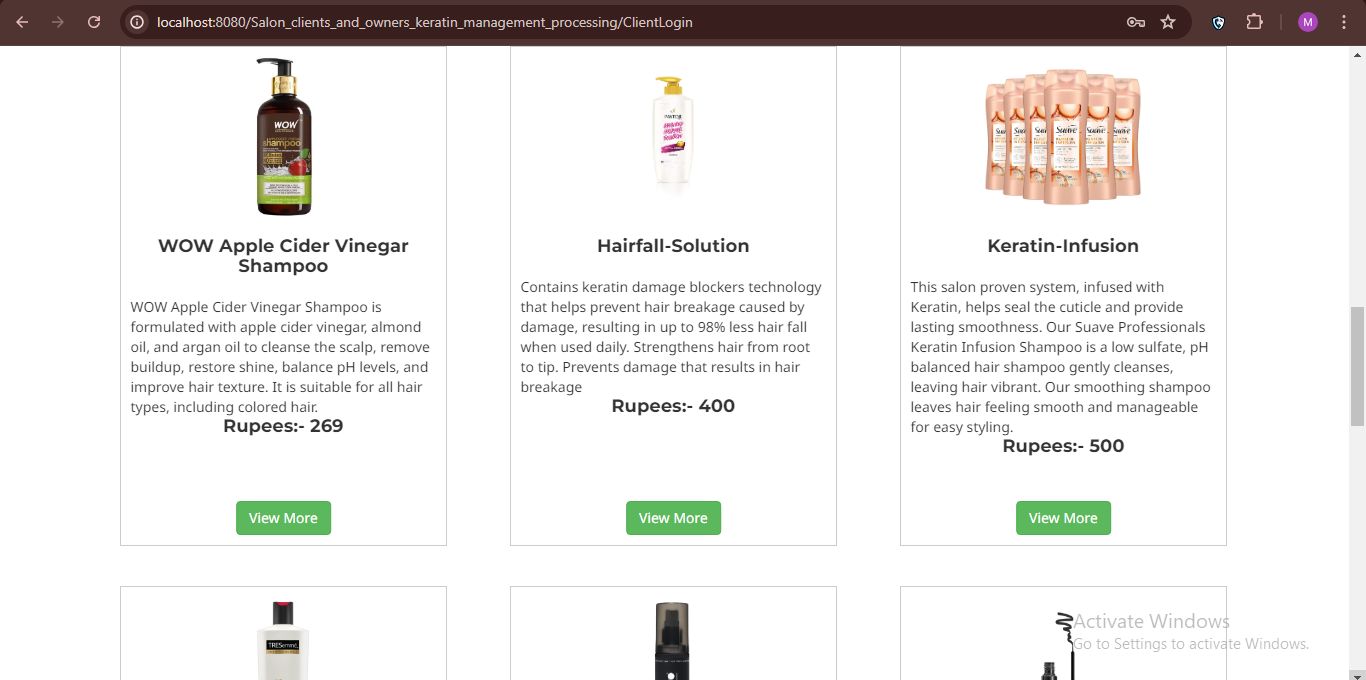 localhost:8080/Salon_clients_and_owners_keratin_management_processing/ClientLogin
M
WOW
shampoo
PANTENE
Suave
WOW Apple Cider Vinegar
Shampoo
WOW Apple Cider Vinegar Shampoo is
formulated with apple cider vinegar, almond
oil, and argan oil to cleanse the scalp, remove
buildup, restore shine, balance pH levels, and
improve hair texture. It is suitable for all hair
types, including colored hair.
Rupees:- 269
View More
Hairfall-Solution
Contains keratin damage blockers technology
that helps prevent hair breakage caused by
damage, resulting in up to 98% less hair fall
when used daily. Strengthens hair from root
to tip. Prevents damage that results in hair
breakage
Rupees:- 400
View More
Keratin-Infusion
This salon proven system, infused with
Keratin, helps seal the cuticle and provide
lasting smoothness. Our Suave Professionals
Keratin Infusion Shampoo is a low sulfate, pH
balanced hair shampoo gently cleanses,
leaving hair vibrant. Our smoothing shampoo
leaves hair feeling smooth and manageable
for easy styling.
Rupees:- 500
View More
TRESemmé
Activate Windows
Go to Settings to activate Windows.